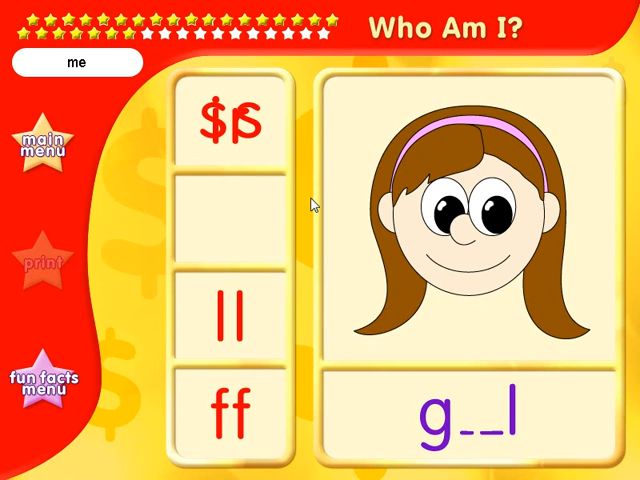 Who Am I?
me
main
menu
print
fun facts
menu
ll
ff
g__l